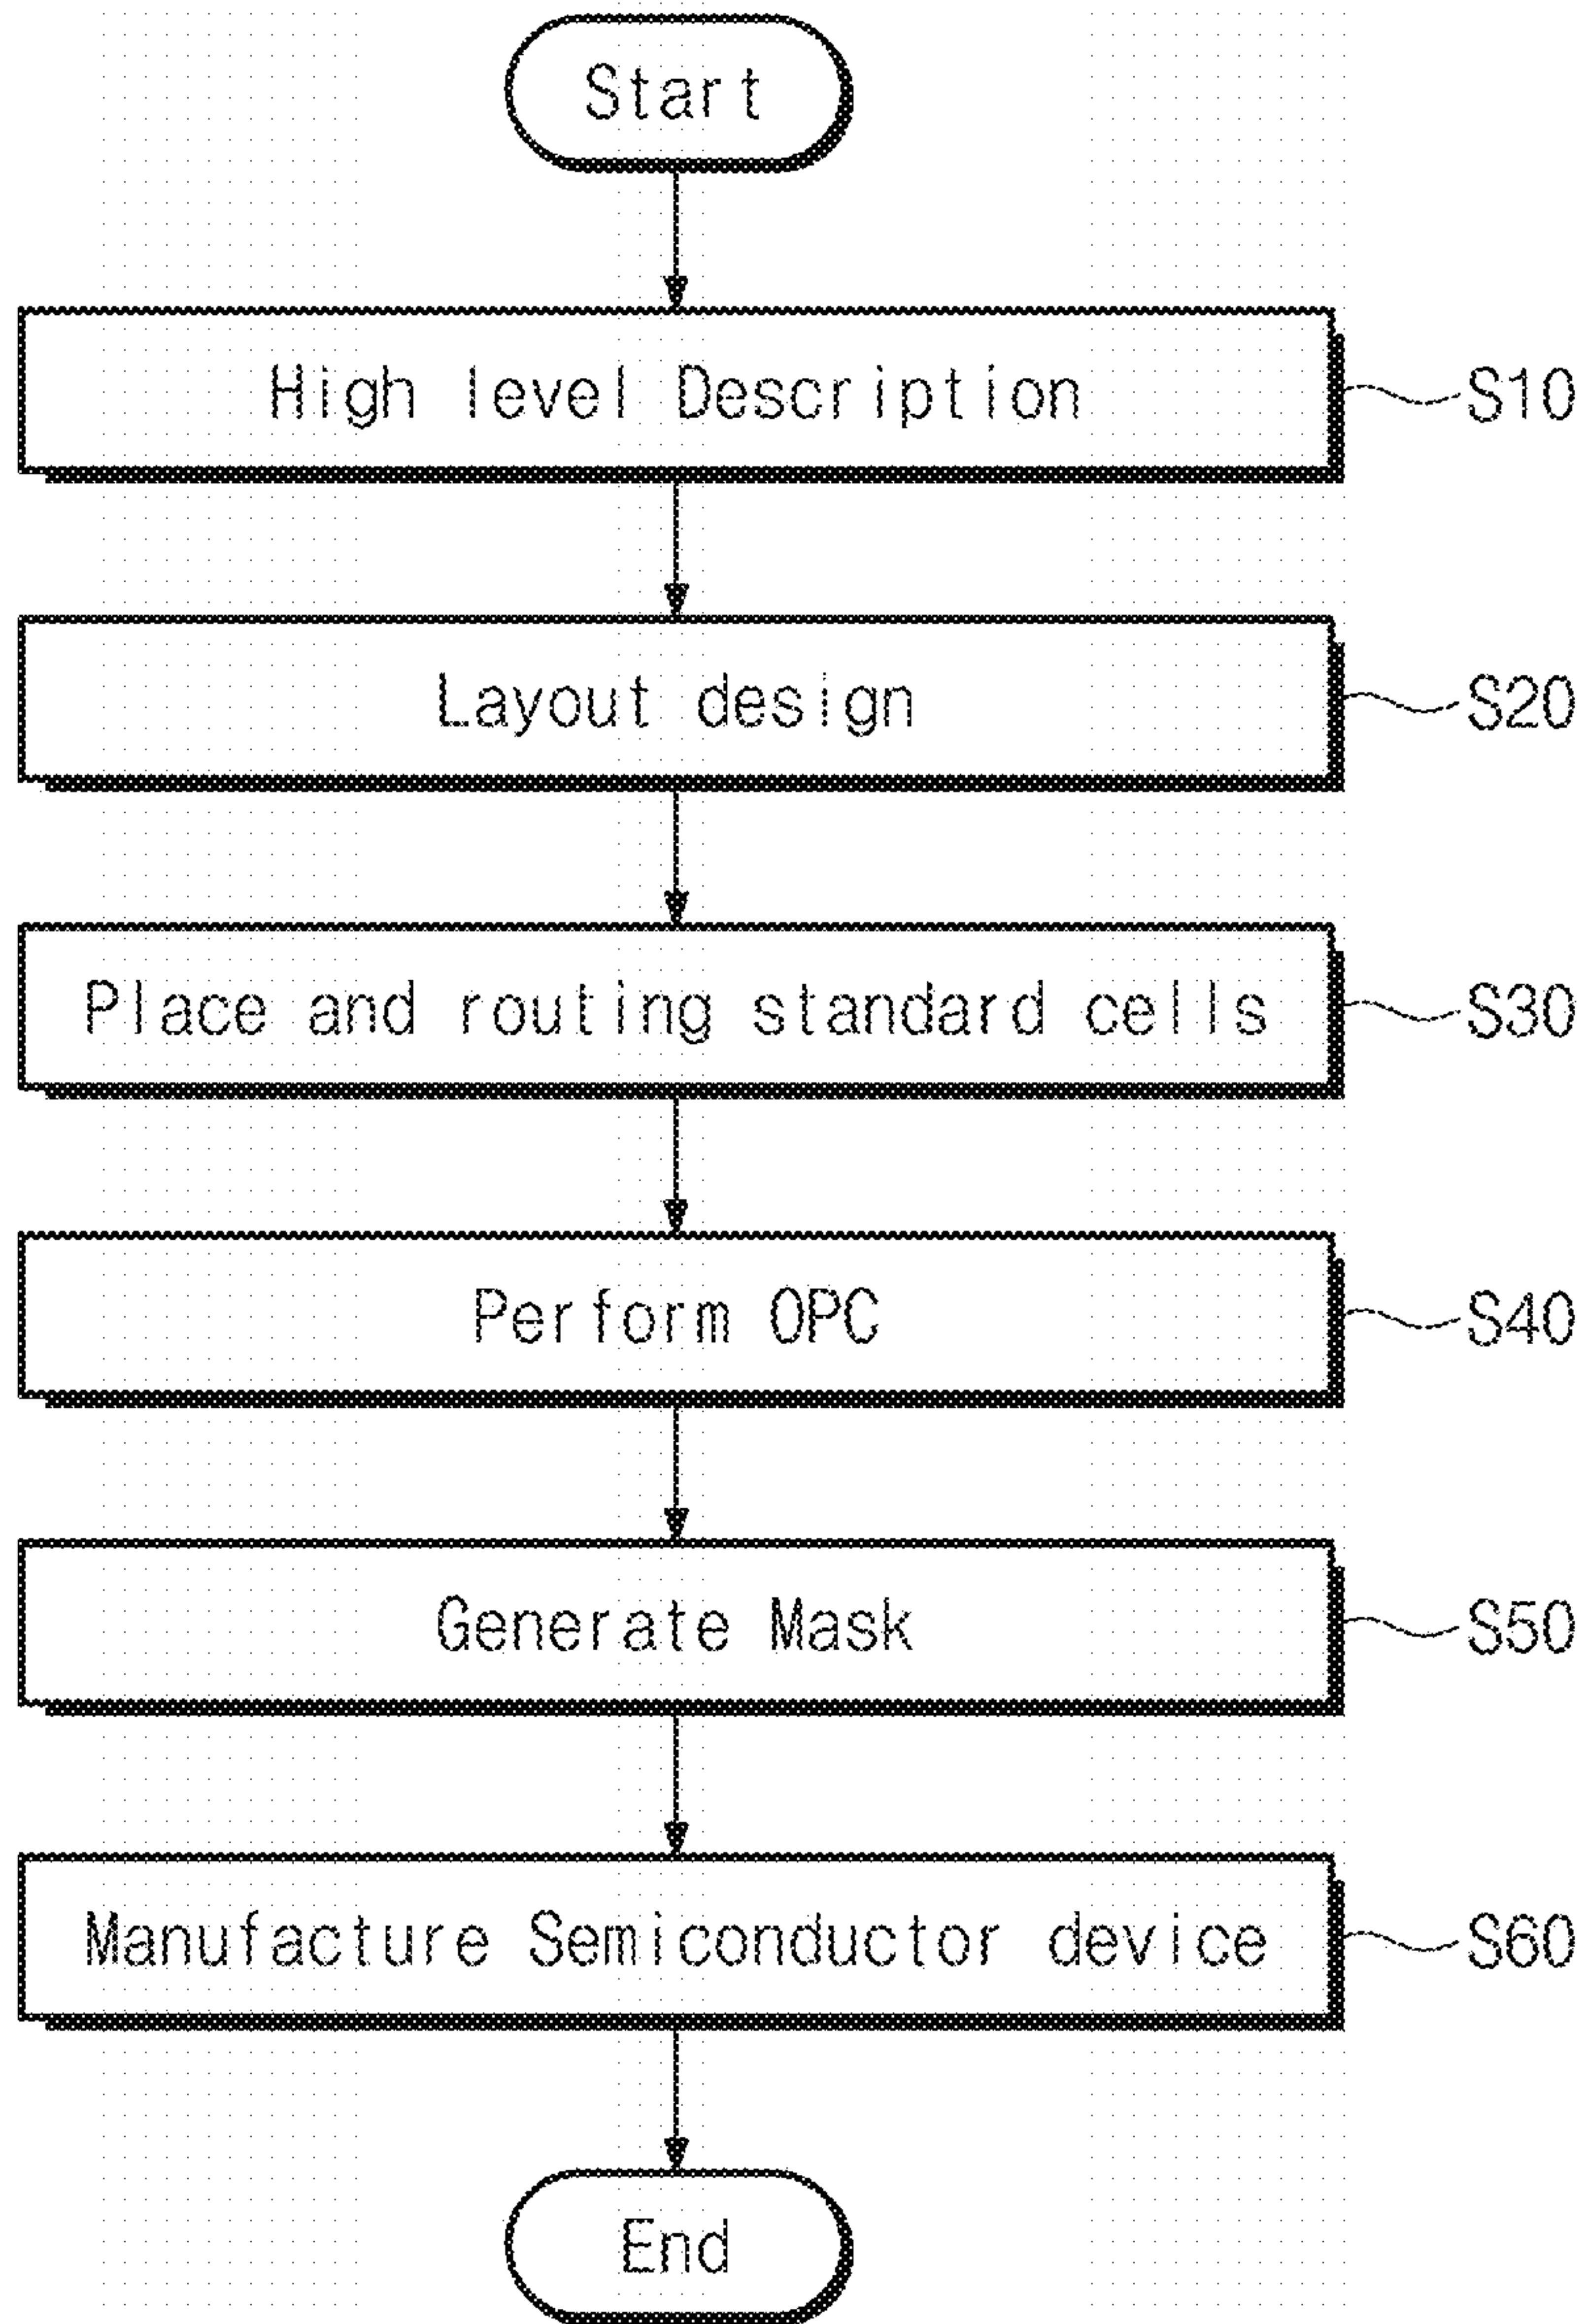 Start
High level Description
S10
Layout design
S20
Place and routing standard cells
S30
Perform OPC
S40
Generate Mask
S50
Manufacture Semiconductor device
S60
End